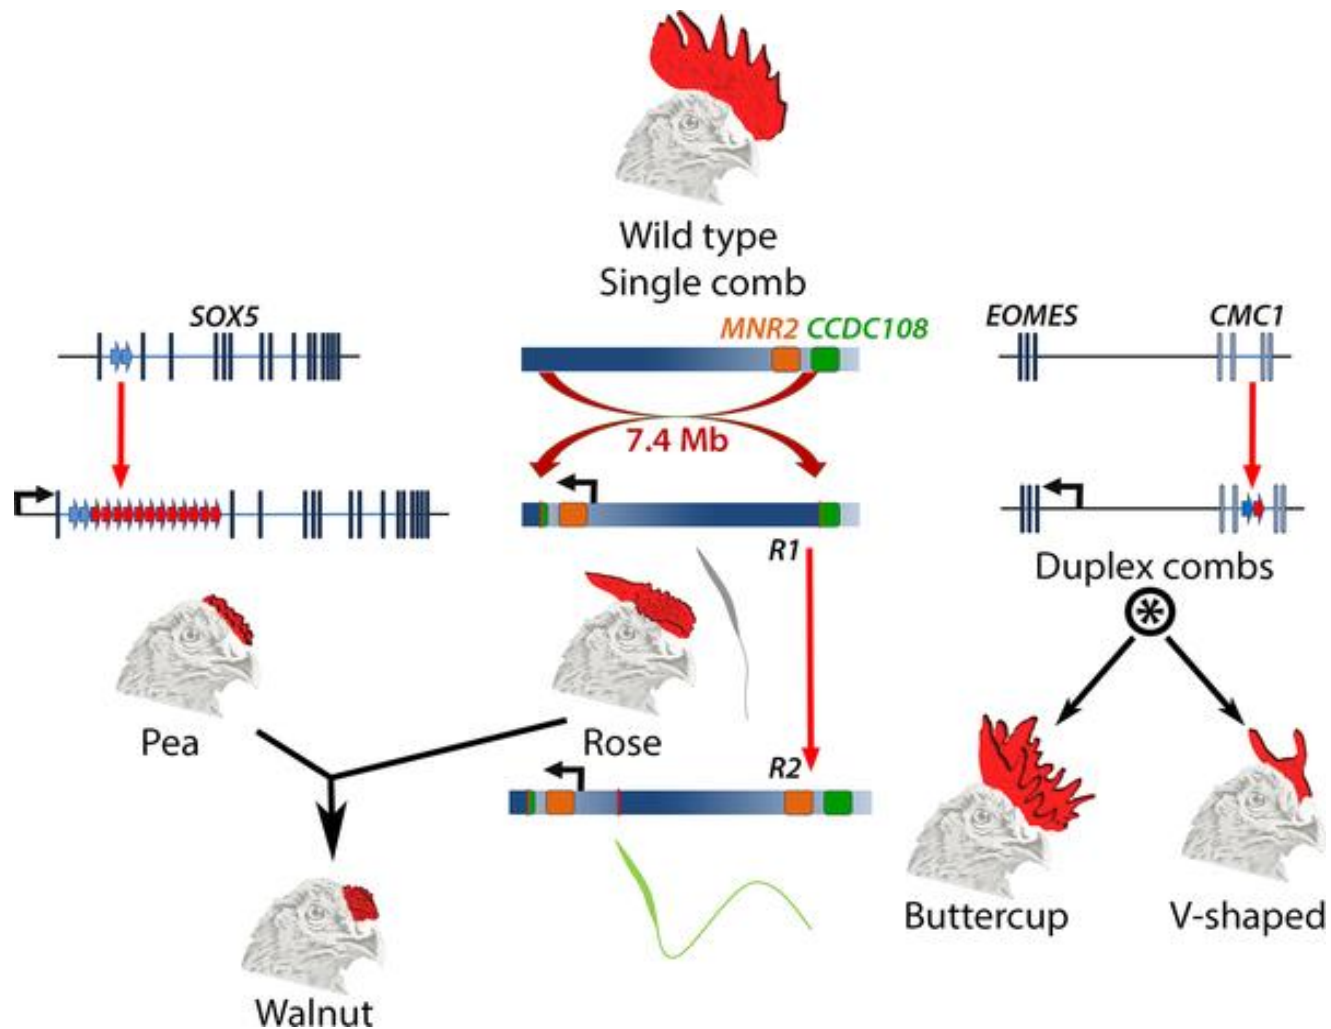 Wild type
Single comb
SOX5
MNR2 CCDC108
EOMES
CMC1
7.4 Mb
R1
Duplex combs
*
Pea
Rose
R2
Buttercup
V-shaped
Walnut